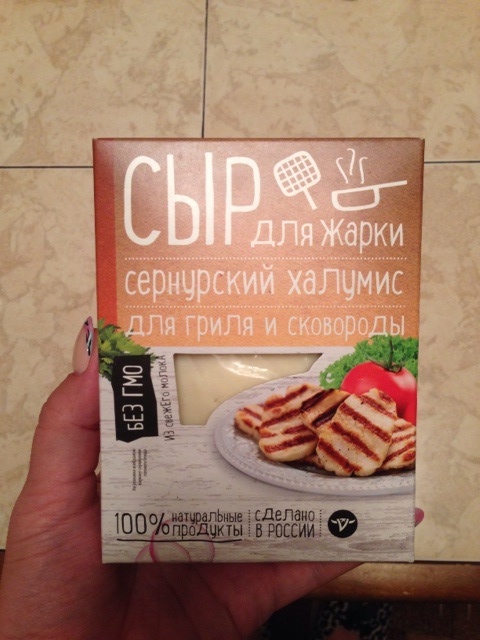 СЫР
для жарки
сернурский халумис
для гриля и сковороды
БЕЗ ГМО
из свежего молока
100% натуральные продукты
сделано в России